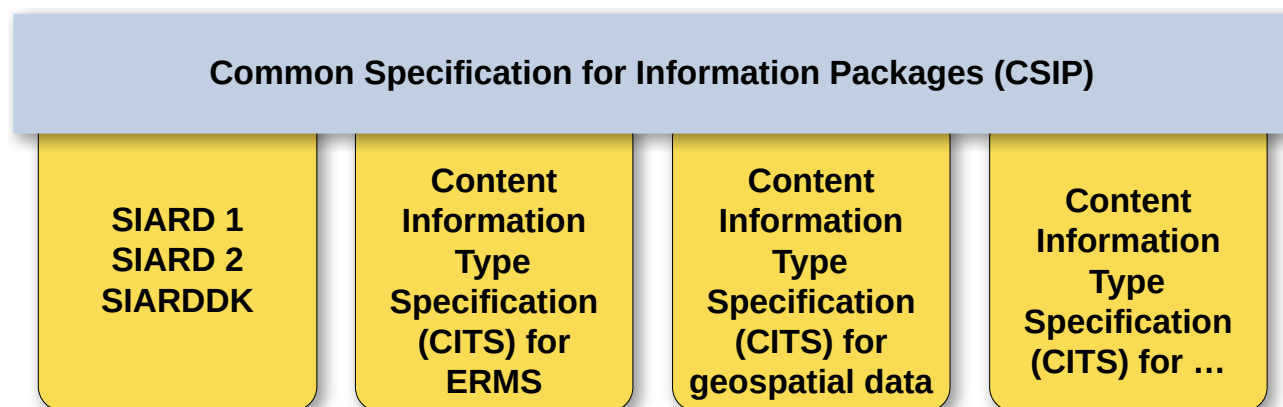 Common Specification for Information Packages (CSIP)
SIARD 1
SIARD 2
SIARDDK
Content
Information
Type
Specification
(CITS) for
ERMS
Content
Information
Type
Specification
(CITS) for
geospatial data
Content
Information
Type
Specification
(CITS) for …